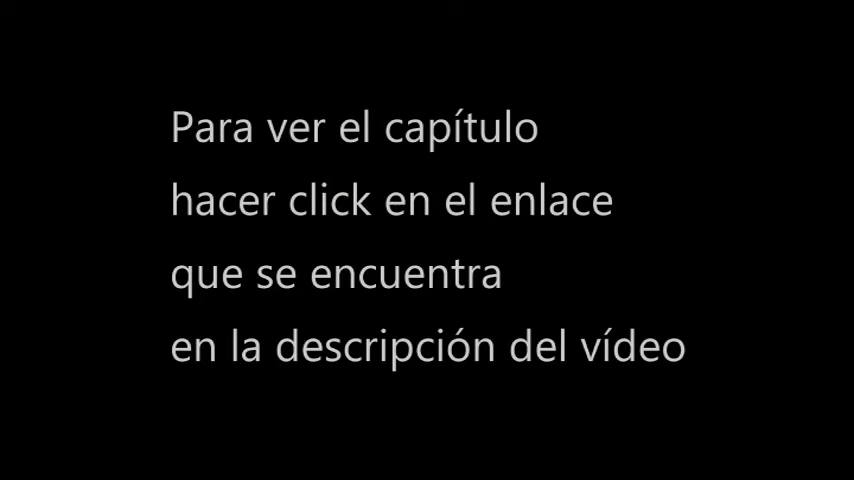 Para ver el capítulo
hacer click en el enlace
que se encuentra
en la descripción del vídeo